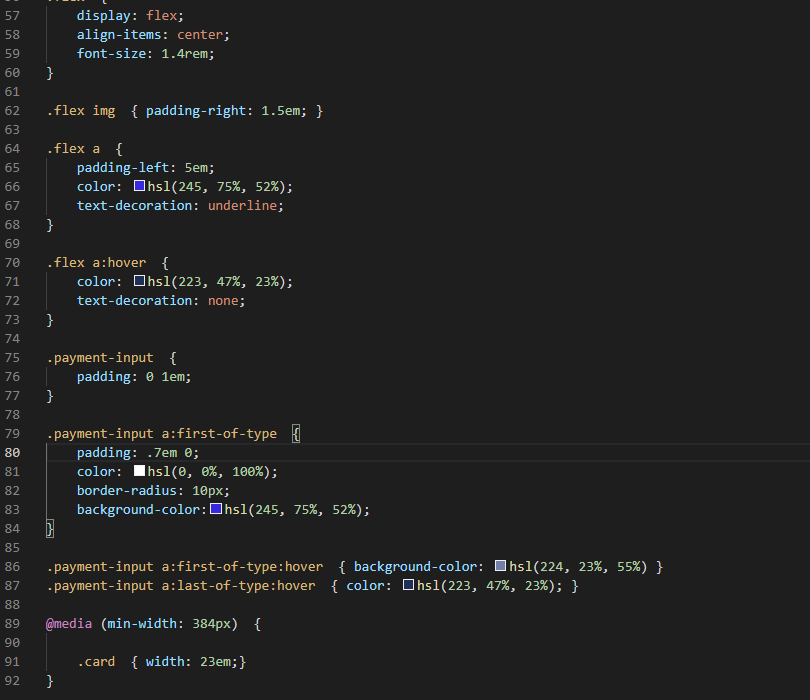 57 display: flex;
58 align-items: center;
59 font-size: 1.4rem;
60 }
61
62 .flex img  { padding-right: 1.5em; }
63
64 .flex a  {
65 padding-left: 5em;
66 color: hsl(245, 75%, 52%);
67 text-decoration: underline;
68 }
69
70 .flex a:hover  {
71 color: hsl(223, 47%, 23%);
72 text-decoration: none;
73 }
74
75 .payment-input  {
76 padding: 0 1em;
77 }
78
79 .payment-input a:first-of-type  {
80 padding: .7em 0;
81 color: hsl(0, 0%, 100%);
82 border-radius: 10px;
83 background-color:hsl(245, 75%, 52%);
84 }
85
86 .payment-input a:first-of-type:hover  { background-color: hsl(224, 23%, 55%) }
87 .payment-input a:last-of-type:hover  { color: hsl(223, 47%, 23%); }
88
89 @media (min-width: 384px)  {
90
91 .card  { width: 23em;}
92 }